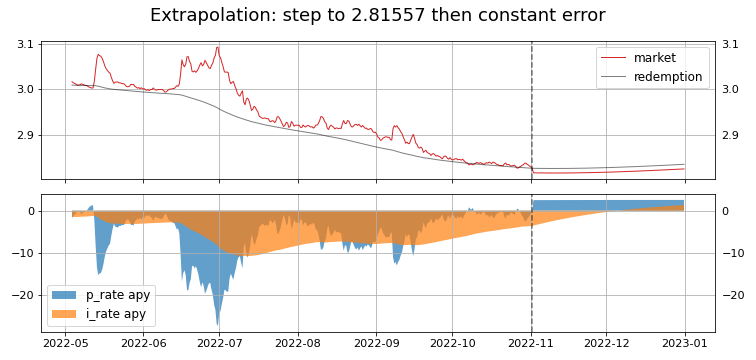 Extrapolation: step to 2.81557 then constant error
3.1 3.1
market
redemption
3.0 3.0
2.9 2.9
0 0
−10 −10
−20 −20
p_rate apy
i_rate apy
2022-05 2022-06 2022-07 2022-08 2022-09 2022-10 2022-11 2022-12 2023-01